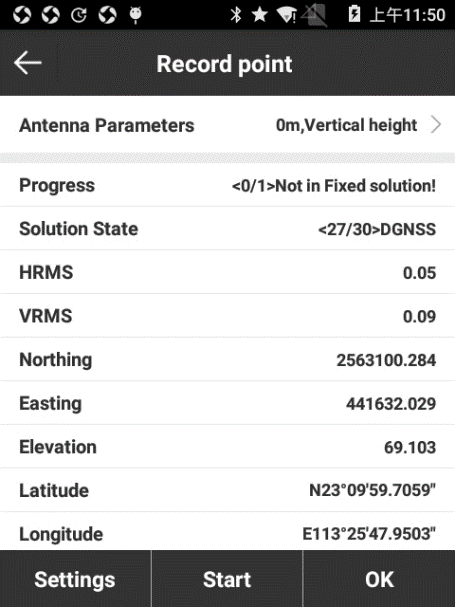 上午11:50
Record point
Antenna Parameters 0m,Vertical height
Progress <0/1>Not in Fixed solution!
Solution State <27/30>DGNSS
HRMS 0.05
VRMS 0.09
Northing 2563100.284
Easting 441632.029
Elevation 69.103
Latitude N23°09'59.7059"
Longitude E113°25'47.9503"
Settings Start OK